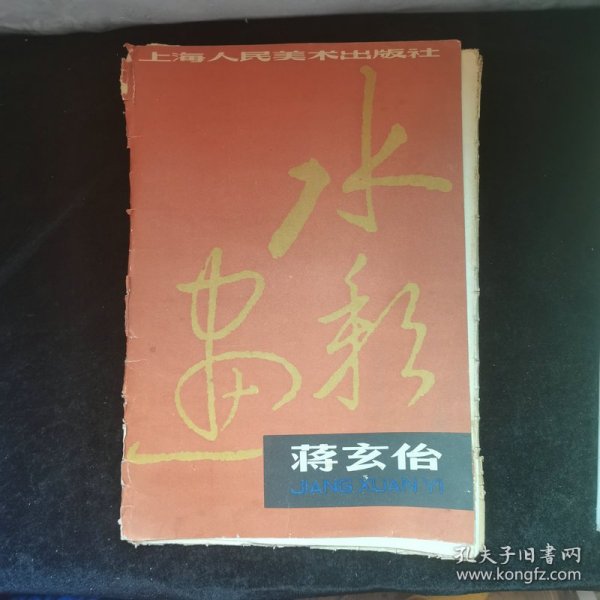 上海人民美术出版社
水彩
画
蒋玄佁
JIANG XUAN YI
孔夫子旧书网
www.kongfz.com